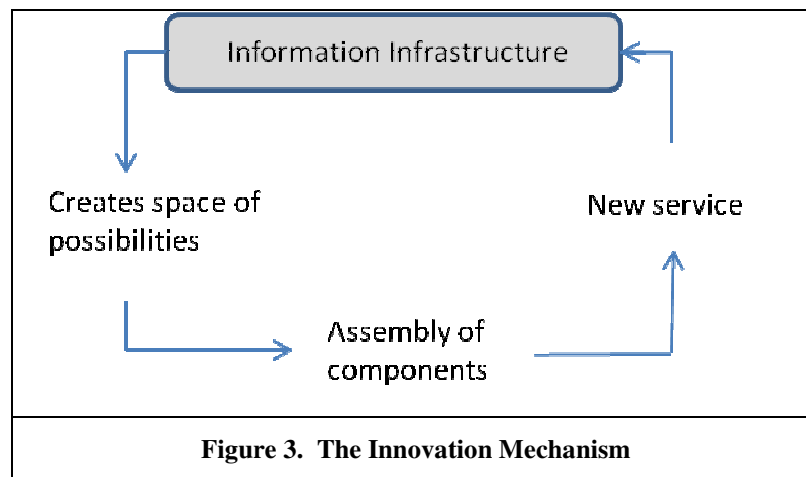 Information Infrastructure
Creates space of
possibilities
New service
Assembly of
components
Figure 3. The Innovation Mechanism